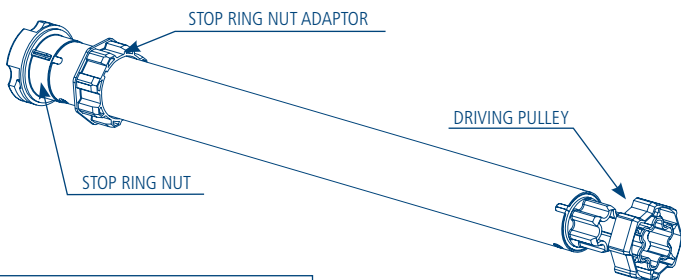 STOP RING NUT ADAPTOR
DRIVING PULLEY
STOP RING NUT